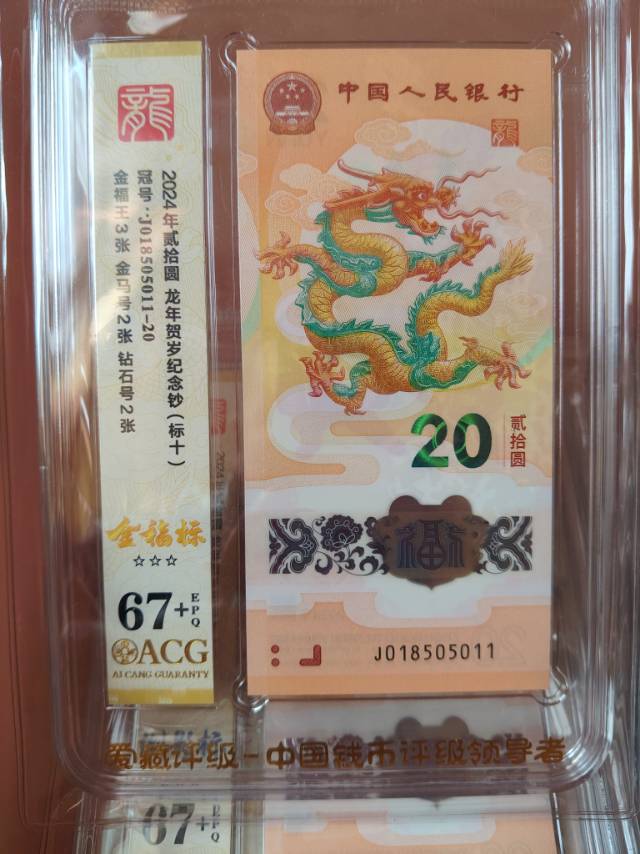 龍
2024年贰拾圆 龙年贺岁纪念钞(标十)
冠号:J018505011-20
金福王3张 金马号2张 钻石号2张
金福标
☆☆☆
67+EPQ
ACG
AI CANG GUARANTY
中国人民银行
龍
20
贰拾圆
福
J018505011
爱藏评级-中国钱币评级领导者
67+EPQ